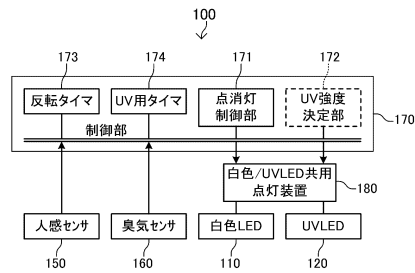 100
173
174
171
172
反転タイマ
UV用タイマ
点消灯
制御部
UV強度
決定部
制御部
170
白色/UVLED共用
点灯装置
180
人感センサ
臭気センサ
白色LED
UVLED
150
160
110
120